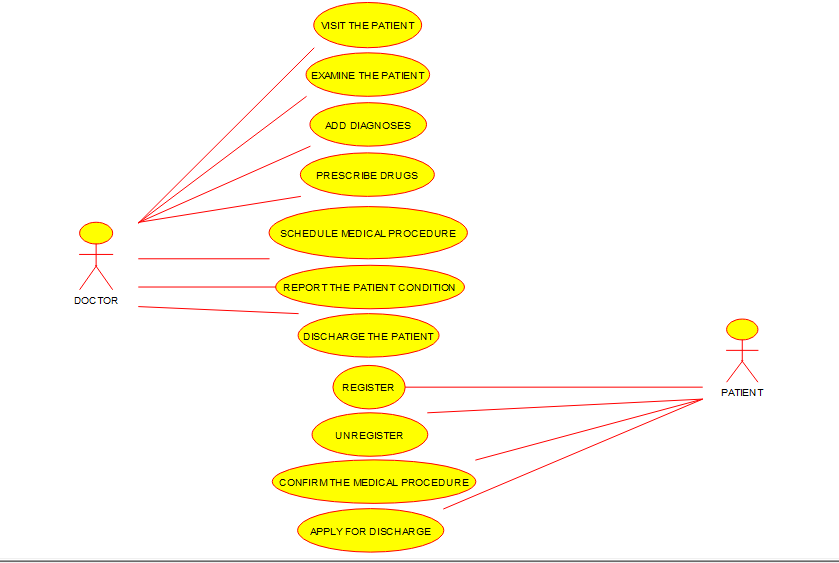 VISIT THE PATIENT
EXAMINE THE PATIENT
ADD DIAGNOSES
PRESCRIBE DRUGS
SCHEDULE MEDICAL PROCEDURE
REPORT THE PATIENT CONDITION
DOCTOR
DISCHARGE THE PATIENT
REGISTER
PATIENT
UNREGISTER
CONFIRM THE MEDICAL PROCEDURE
APPLY FOR DISCHARGE